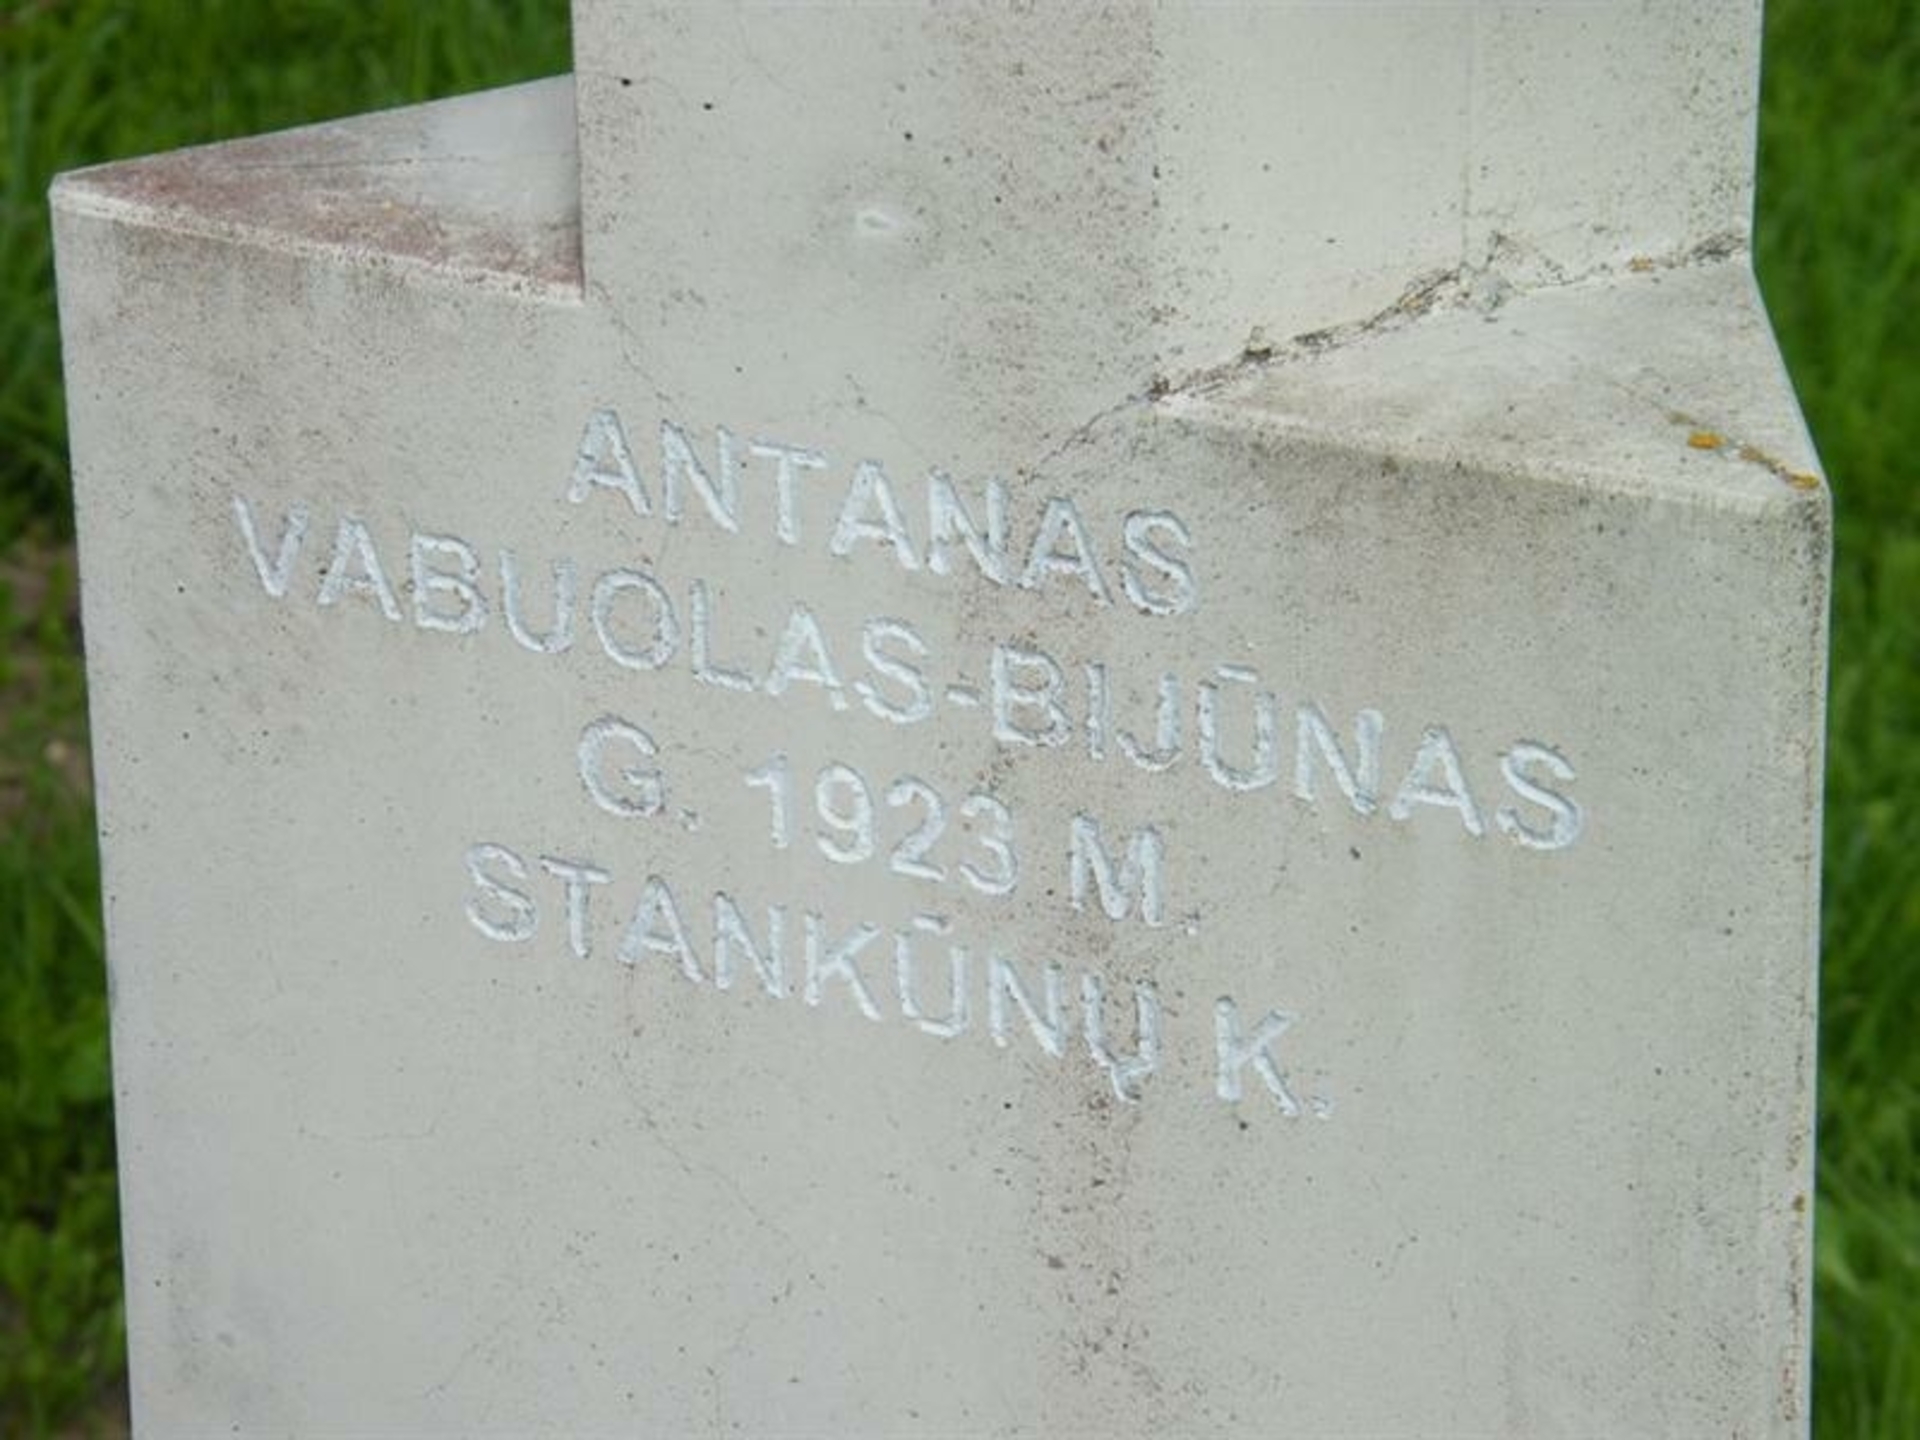 ANTANAS
VABUOLAS-BIJŪNAS
G. 1923 M.
STANKŪNŲ K.